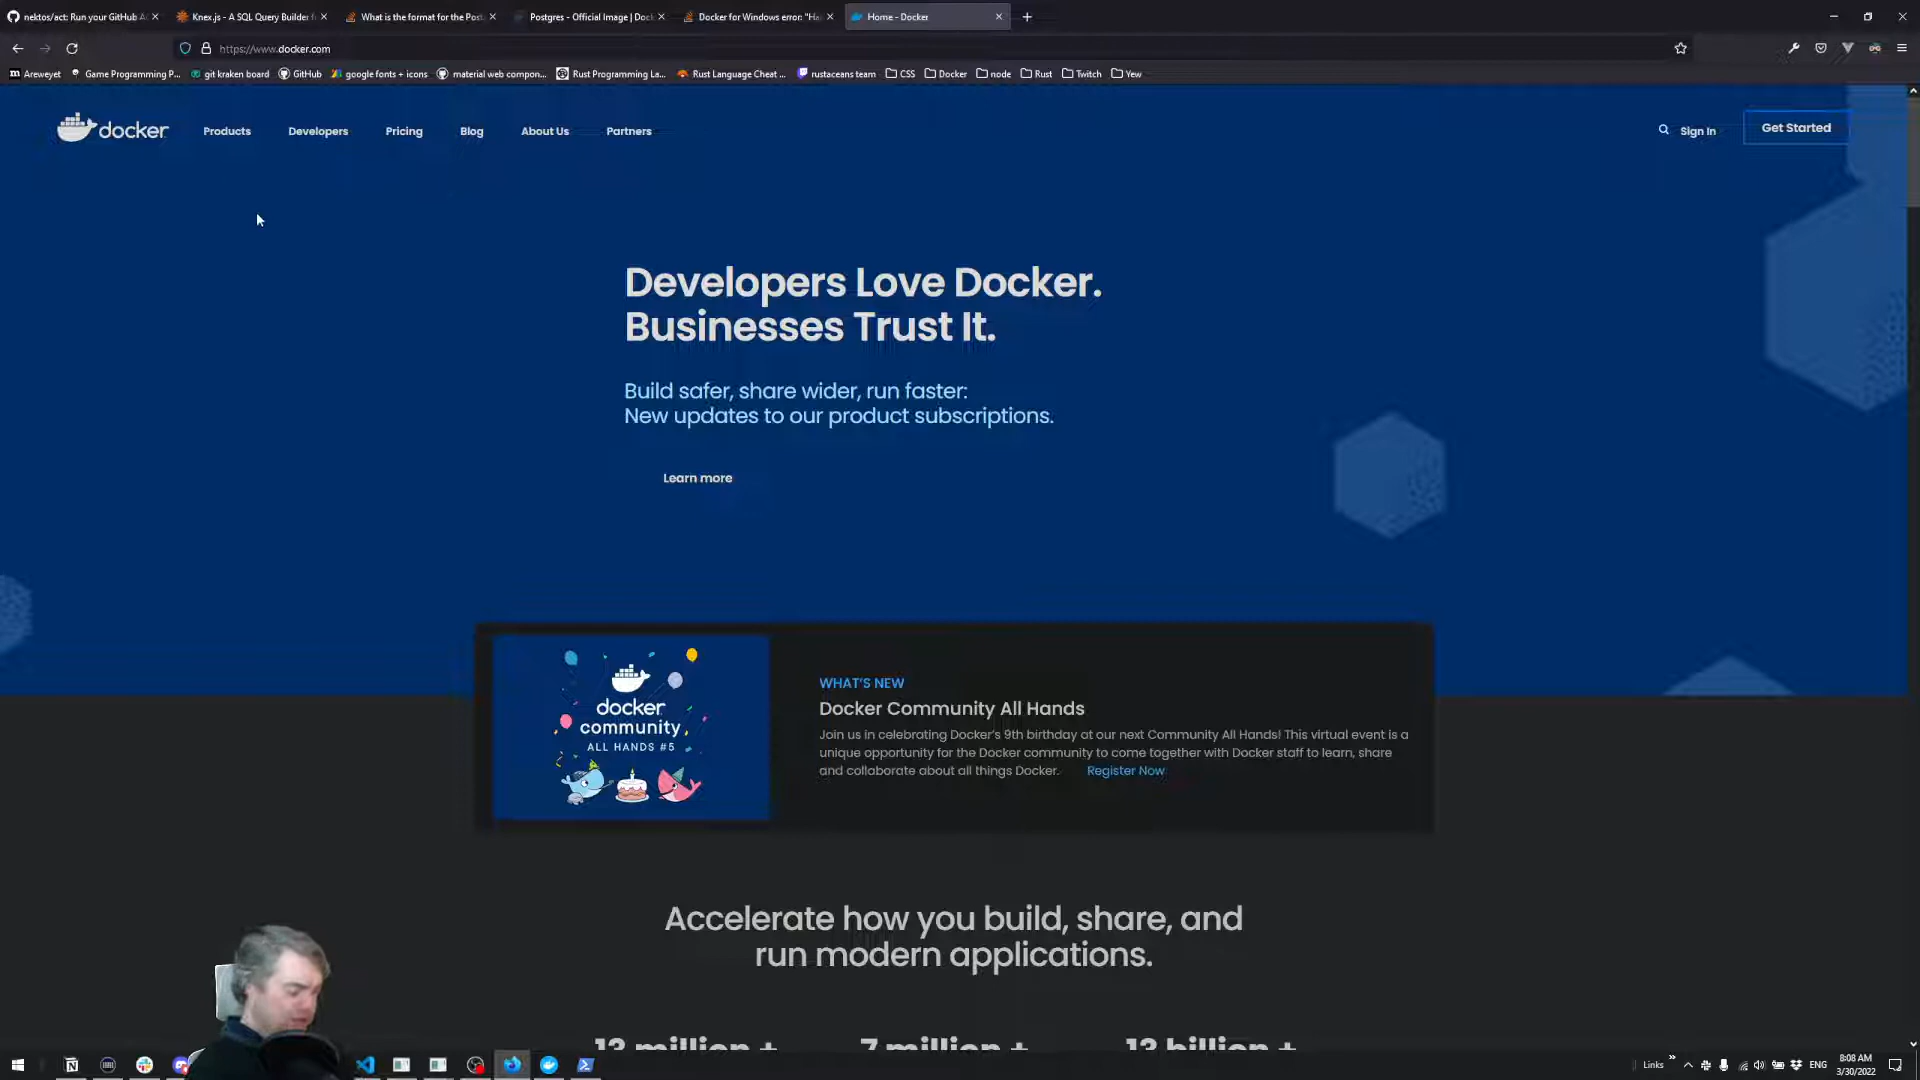 nektos/act: Run your GitHub A
Knex.js - A SQL Query Builder f
What is the format for the Post
Postgres - Official Image | Doc
Docker for Windows error: "Ha
Home - Docker
https://www.docker.com
Areweyet
Game Programming P...
git kraken board
GitHub
google fonts + icons
material web compon...
Rust Programming La...
Rust Language Cheat ...
rustaceans team
CSS
Docker
node
Rust
Twitch
Yew
docker
Products
Developers
Pricing
Blog
About Us
Partners
Sign In
Get Started
Developers Love Docker.
Businesses Trust It.
Build safer, share wider, run faster:
New updates to our product subscriptions.
Learn more
docker
community
ALL HANDS #5
WHAT'S NEW
Docker Community All Hands
Join us in celebrating Docker's 9th birthday at our next Community All Hands! This virtual event is a
unique opportunity for the Docker community to come together with Docker staff to learn, share
and collaborate about all things Docker. Register Now
Accelerate how you build, share, and
run modern applications.
13 million +
7 million +
13 billion +
Links
ENG
8:08 AM
3/30/2022